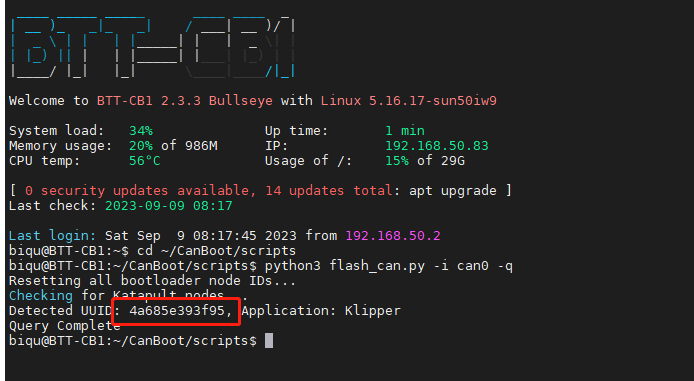 BTT-CB1
Welcome to BTT-CB1 2.3.3 Bullseye with Linux 5.16.17-sun50iw9
System load: 34% Up time: 1 min
Memory usage: 20% of 986M IP: 192.168.50.83
CPU temp: 56°C Usage of /: 15% of 29G
[ 0 security updates available, 14 updates total: apt upgrade ]
Last check: 2023-09-09 08:17
Last login: Sat Sep 9 08:17:45 2023 from 192.168.50.2
biqu@BTT-CB1:~$ cd ~/CanBoot/scripts
biqu@BTT-CB1:~/CanBoot/scripts$ python3 flash_can.py -i can0 -q
Resetting all bootloader node IDs...
Checking for Katapult nodes...
Detected UUID: 4a685e393f95, Application: Klipper
Query Complete
biqu@BTT-CB1:~/CanBoot/scripts$